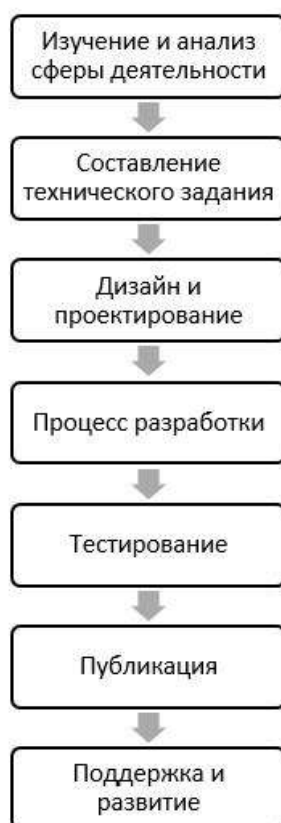 Изучение и анализ
сферы деятельности
Составление
технического задания
Дизайн и
проектирование
Процесс разработки
Тестирование
Публикация
Поддержка и
развитие